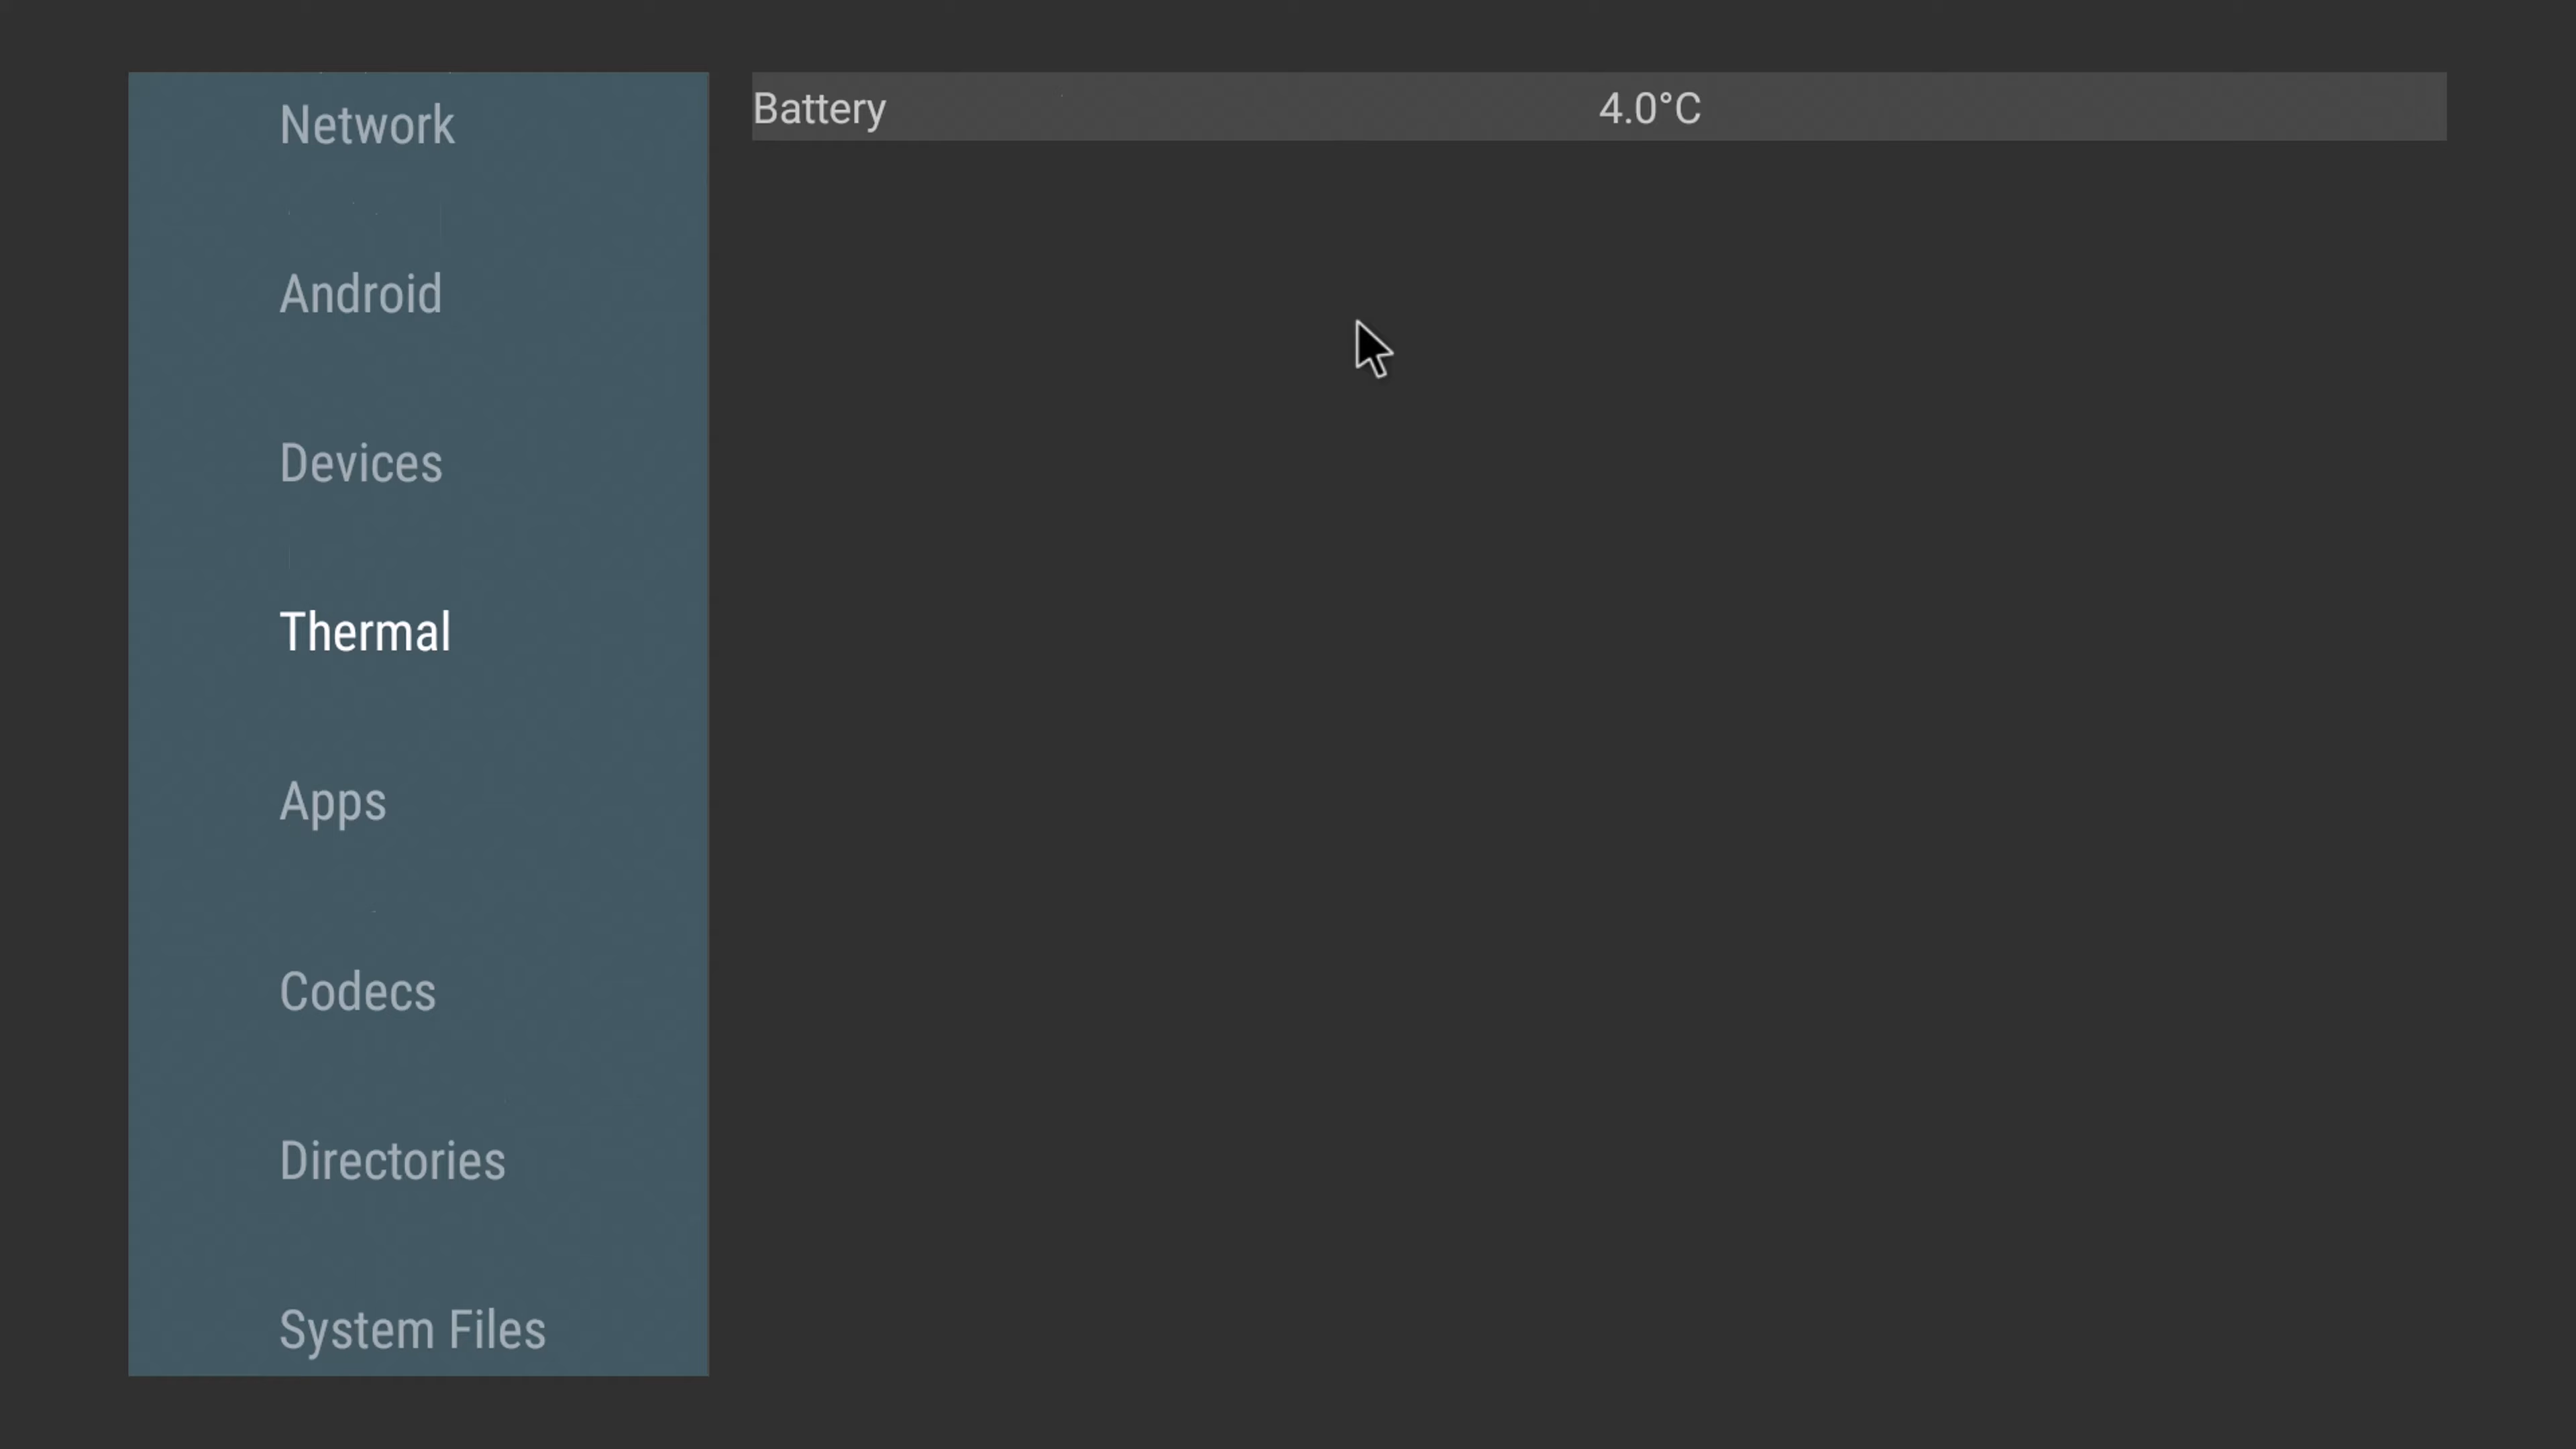 Network
Android
Devices
Thermal
Apps
Codecs
Directories
System Files
Battery 4.0°C